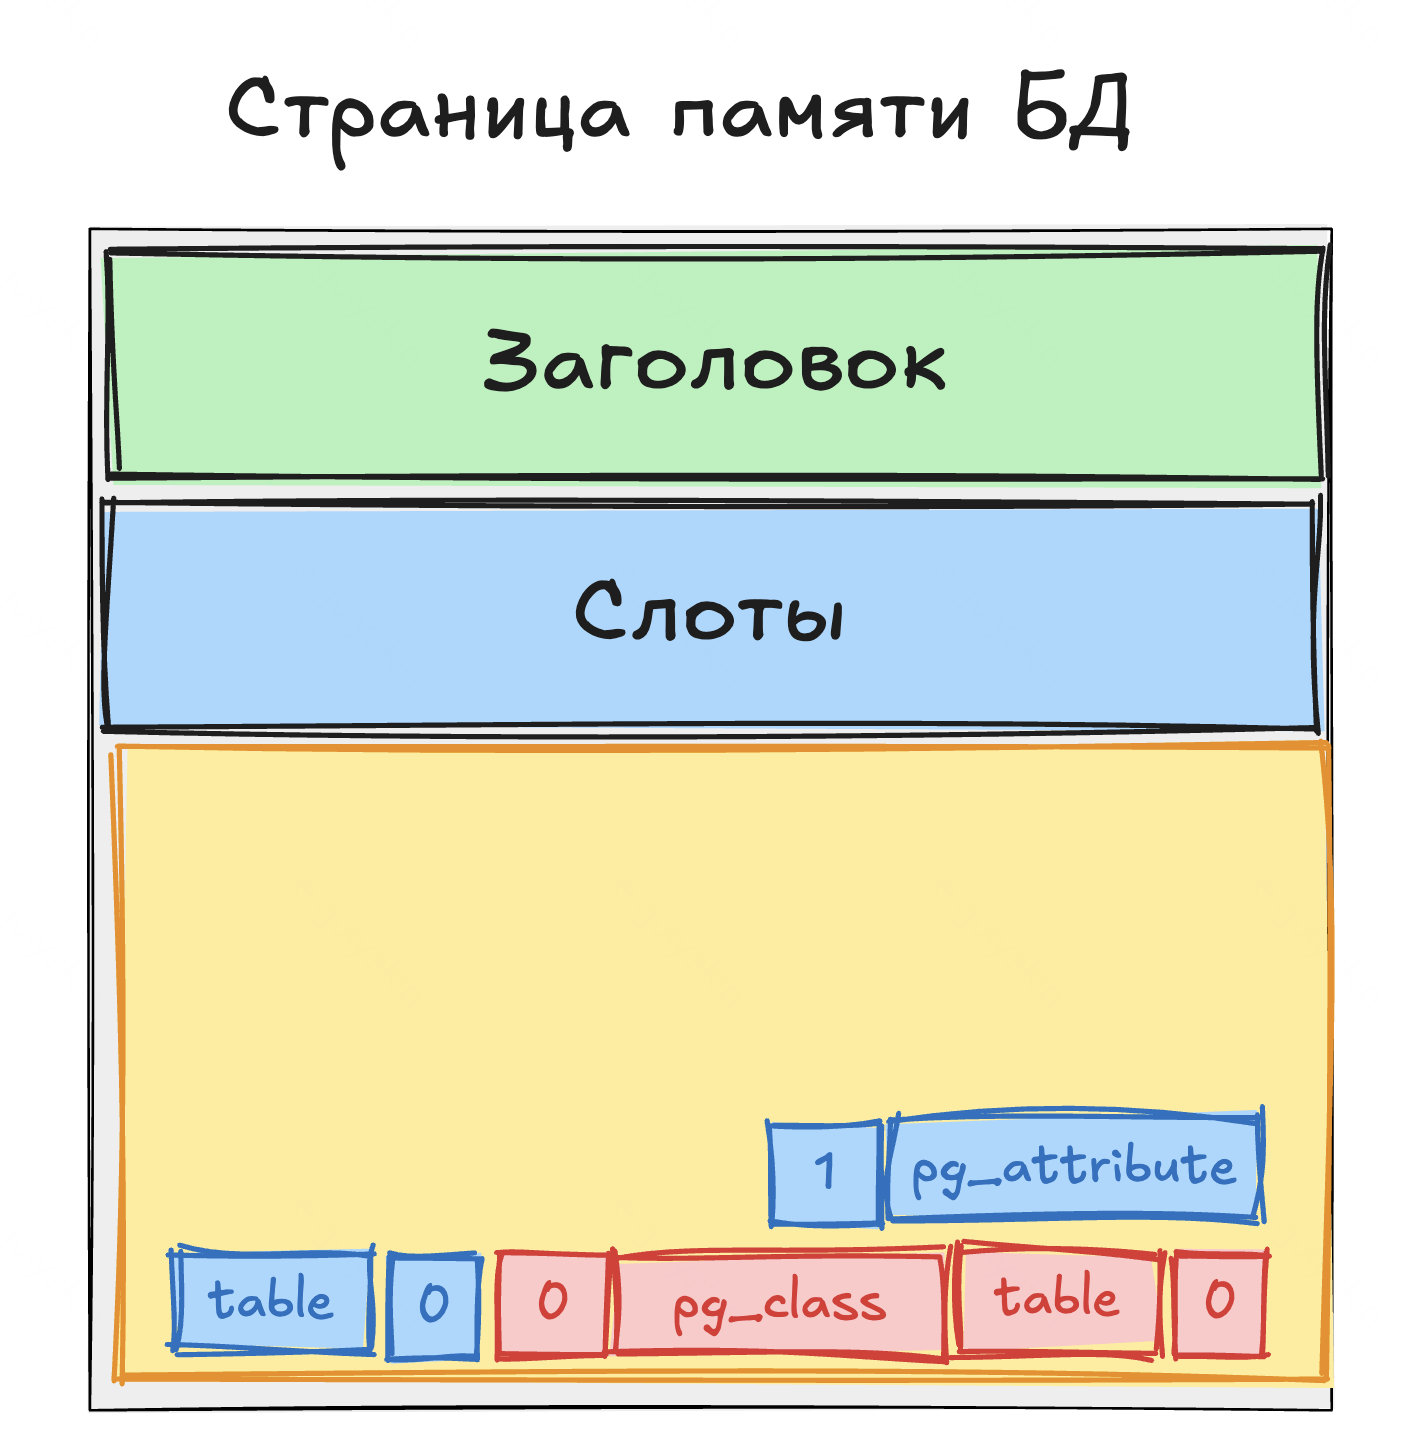 Страница памяти БД
Заголовок
Слоты
1 pg_attribute
table 0 0 pg_class table 0